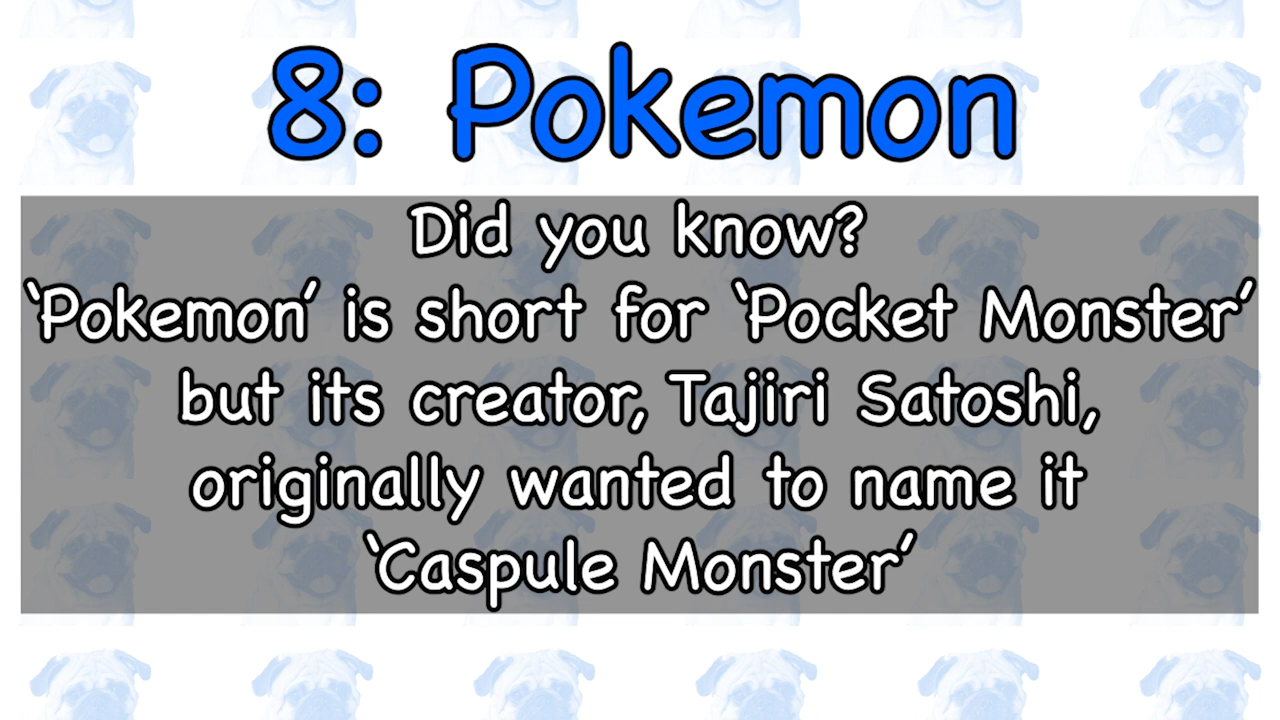 8: Pokemon
Did you know?
‘Pokemon’ is short for ‘Pocket Monster’
but its creator, Tajiri Satoshi,
originally wanted to name it
‘Caspule Monster’